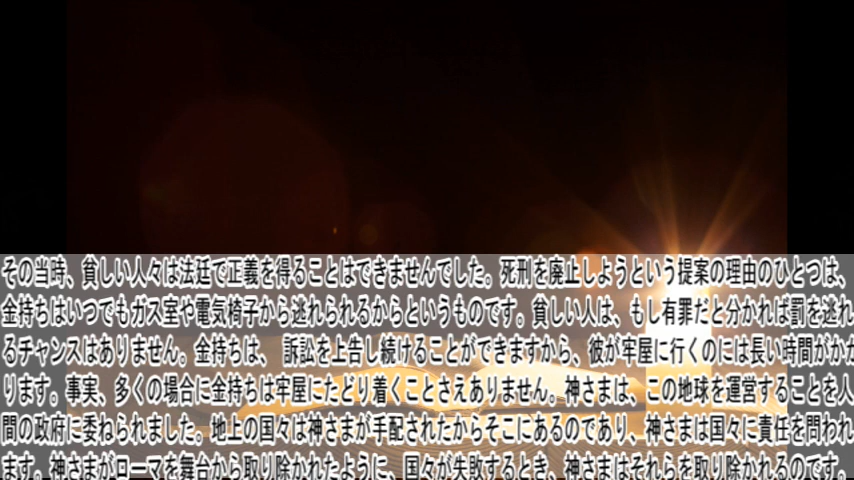 その当時、貧しい人々は法廷で正義を得ることはできませんでした。死刑を廃止しようという提案の理由のひとつは、
金持ちはいつでもガス室や電気椅子から逃れられるからというものです。貧しい人は、もし有罪だと分かれば罰を逃れ
るチャンスはありません。金持ちは、 訴訟を上告し続けることができますから、彼が牢屋に行くのには長い時間がかか
ります。事実、多くの場合に金持ちは牢屋にたどり着くことさえありません。神さまは、この地球を運営することを人
間の政府に委ねられました。地上の国々は神さまが手配されたからそこにあるのであり、神さまは国々に責任を問われ
ます。神さまがローマを舞台から取り除かれたように、国々が失敗するとき、神さまはそれらを取り除かれるのです。